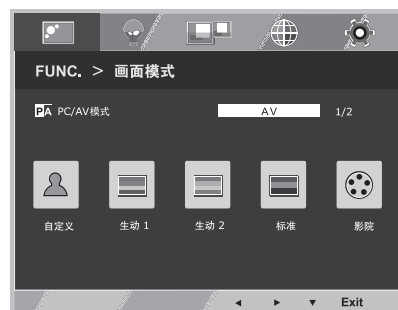 FUNC. > 画面模式
PA PC/AV模式 AV 1/2
自定义 生动 1 生动 2 标准 影院
◀ ▶ ▼ Exit